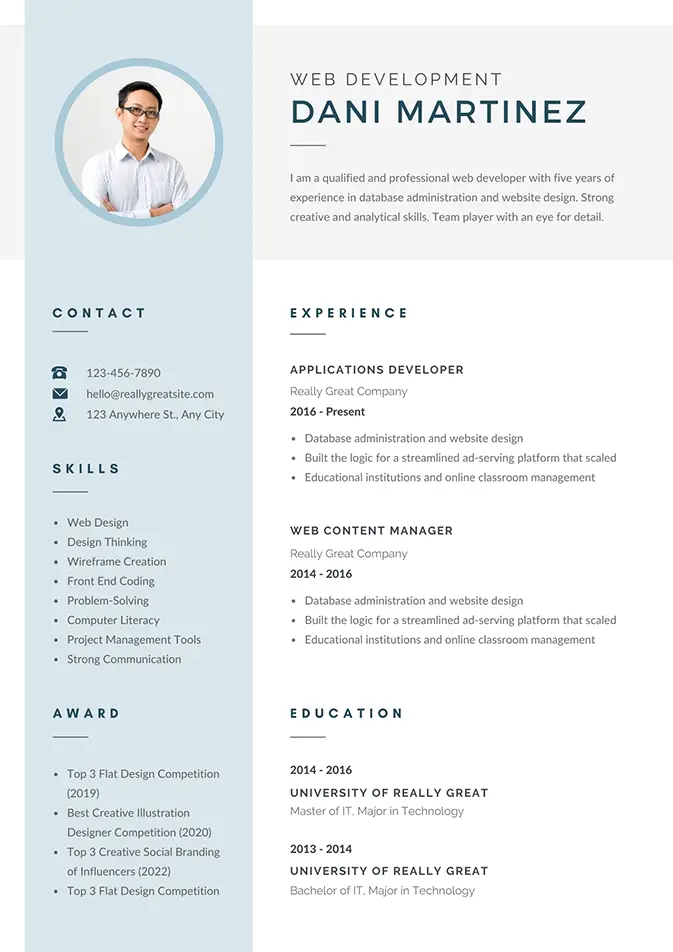 WEB DEVELOPMENT
DANI MARTINEZ
I am a qualified and professional web developer with five years of
experience in database administration and website design. Strong
creative and analytical skills. Team player with an eye for detail.
CONTACT
123-456-7890
hello@reallygreatsite.com
123 Anywhere St., Any City
SKILLS
• Web Design
• Design Thinking
• Wireframe Creation
• Front End Coding
• Problem-Solving
• Computer Literacy
• Project Management Tools
• Strong Communication
AWARD
• Top 3 Flat Design Competition
(2019)
• Best Creative Illustration
Designer Competition (2020)
• Top 3 Creative Social Branding
of Influencers (2022)
• Top 3 Flat Design Competition
EXPERIENCE
APPLICATIONS DEVELOPER
Really Great Company
2016 - Present
• Database administration and website design
• Built the logic for a streamlined ad-serving platform that scaled
• Educational institutions and online classroom management
WEB CONTENT MANAGER
Really Great Company
2014 - 2016
• Database administration and website design
• Built the logic for a streamlined ad-serving platform that scaled
• Educational institutions and online classroom management
EDUCATION
2014 - 2016
UNIVERSITY OF REALLY GREAT
Master of IT, Major in Technology
2013 - 2014
UNIVERSITY OF REALLY GREAT
Bachelor of IT, Major in Technology